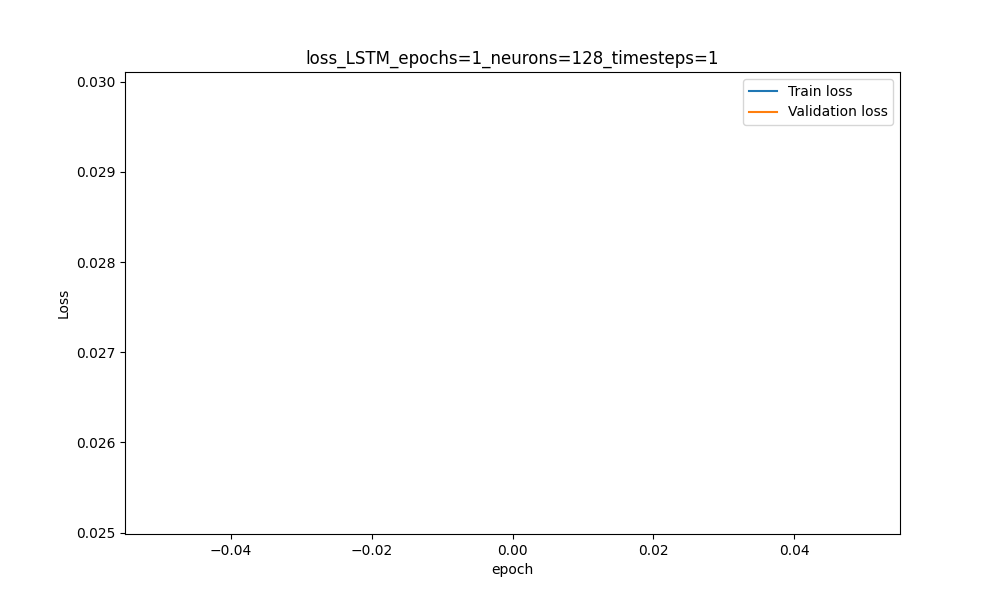 loss_LSTM_epochs=1_neurons=128_timesteps=1
Train loss
Validation loss
0.030
0.029
0.028
0.027
0.026
0.025
Loss
−0.04 −0.02 0.00 0.02 0.04
epoch